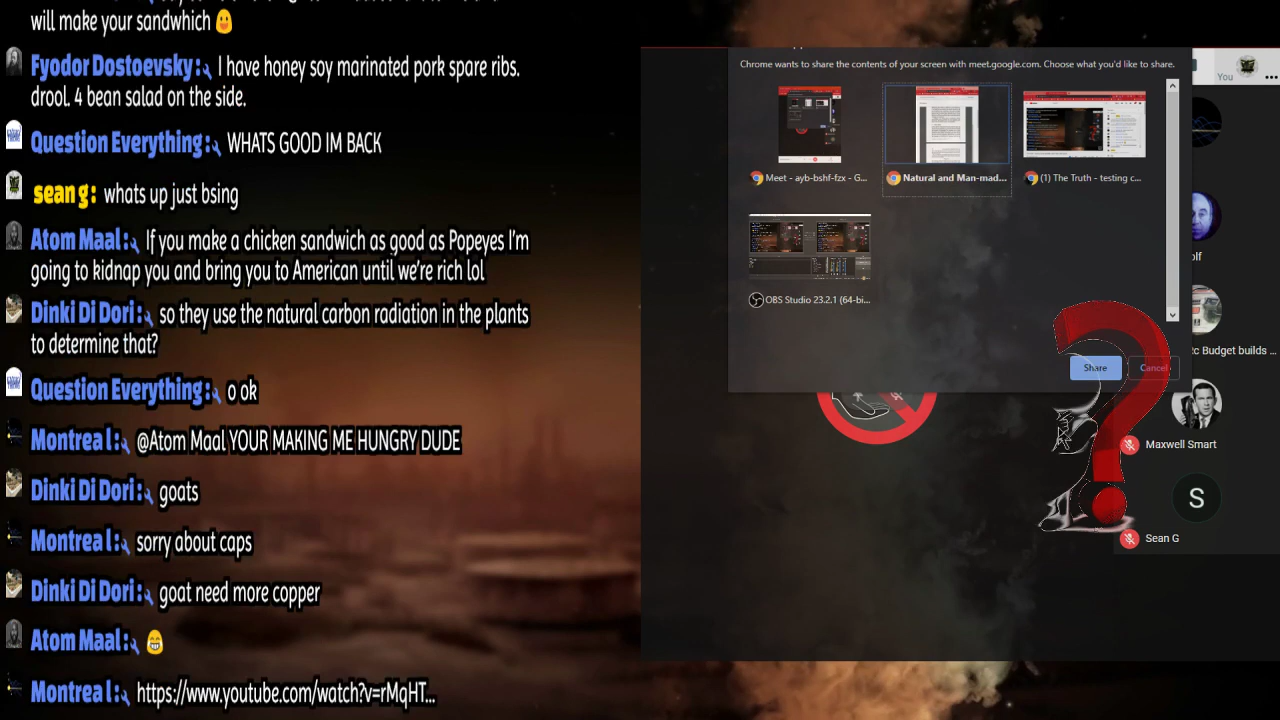 will make your sandwhich
Fyodor Dostoevsky: I have honey soy marinated pork spare ribs.
drool. 4 bean salad on the side.
Question Everything: WHATS GOOD IM BACK
sean g: whats up just bsing
Atom Maal: If you make a chicken sandwich as good as Popeyes I'm
going to kidnap you and bring you to American until we're rich lol
Dinki Di Dori: so they use the natural carbon radiation in the plants
to determine that?
Question Everything: o ok
Montreal: @Atom Maal YOUR MAKING ME HUNGRY DUDE
Dinki Di Dori: goats
Montreal: sorry about caps
Dinki Di Dori: goat need more copper
Atom Maal:
Montreal: https://www.youtube.com/watch?v=rMqHT...
Chrome wants to share the contents of your screen with meet.google.com. Choose what you'd like to share.
Meet - ayb-bshf-fzx - G...
Natural and Man-mad...
(1) The Truth - testing c...
OBS Studio 23.2.1 (64-bi...
Share
Cancel
You
olf
tc Budget builds ...
Maxwell Smart
S
Sean G